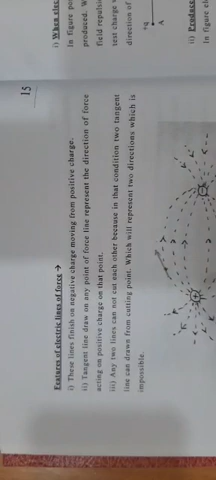 Features of electric lines of force →
i) These lines finish on negative charge moving from positive charge.
ii) Tangent line draw on any point of force line represent the direction of force
acting on positive charge on that point.
iii) Any two lines can not cut each other because in that condition two tangent
line can drawn from cutting point. Which will represent two directions which is
impossible.
15
i) When elec
In figure po
produced. W
field repulsi
test charge
direction of
+q
A
ii) Produce
In figure el